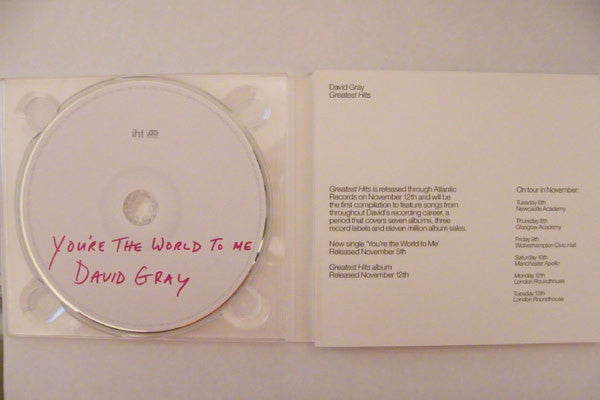 iht
YOU'RE THE WORLD TO ME
DAVID GRAY
David Gray
Greatest Hits
Greatest Hits is released through Atlantic
Records on November 12th and will be
the first compilation to feature songs from
throughout David's recording career, a
period that covers seven albums, three
record labels and eleven million album sales.
New single 'You're the World to Me'
Released November 5th
Greatest Hits album
Released November 12th
On tour in November:
Tuesday 6th
Newcastle Academy
Thursday 8th
Glasgow Academy
Friday 9th
Wolverhampton Civic Hall
Saturday 10th
Manchester Apollo
Monday 12th
London Roundhouse
Tuesday 13th
London Roundhouse